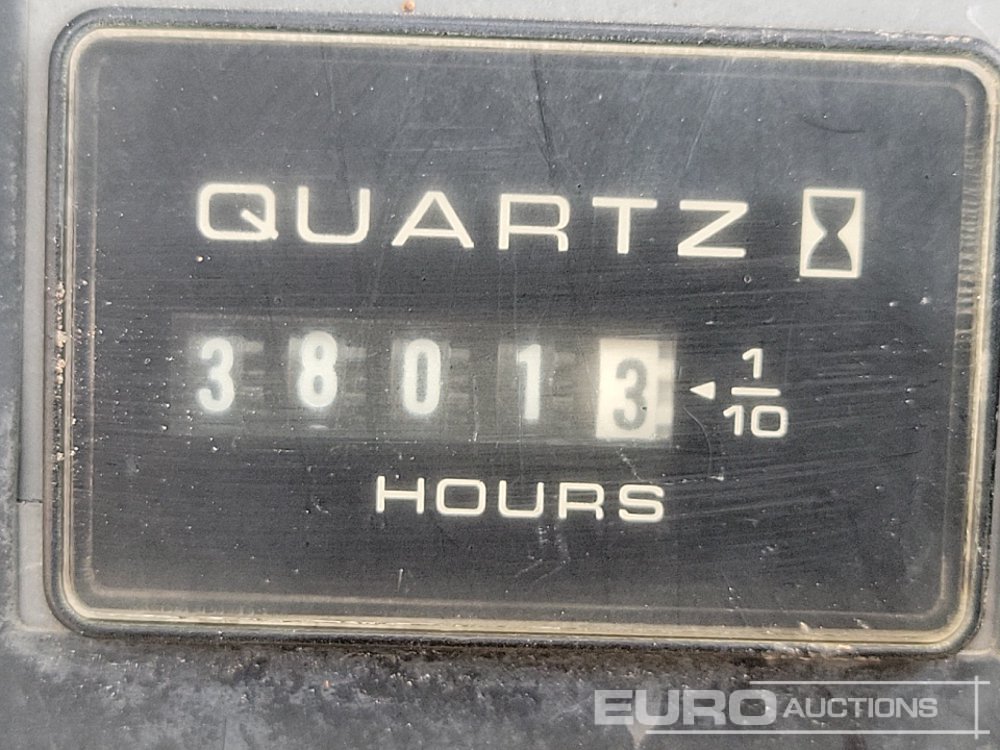 QUARTZ
3 8 0 1 3 ◄ 1/10
HOURS
EURO AUCTIONS